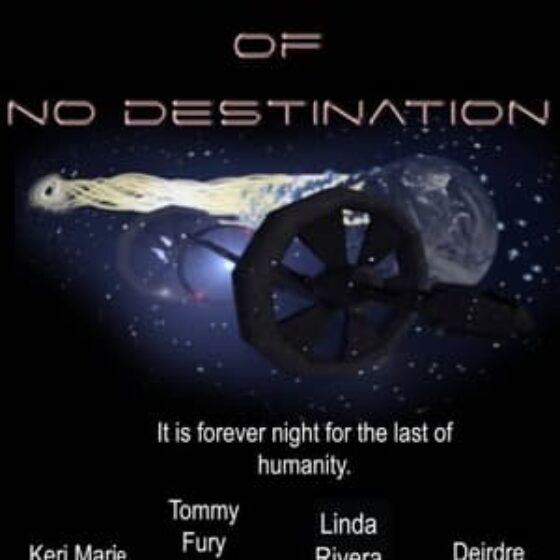 OF
NO DESTINATION
It is forever night for the last of
humanity.
Tommy
Fury
Linda
Rivera
Keri Marie
Deirdre